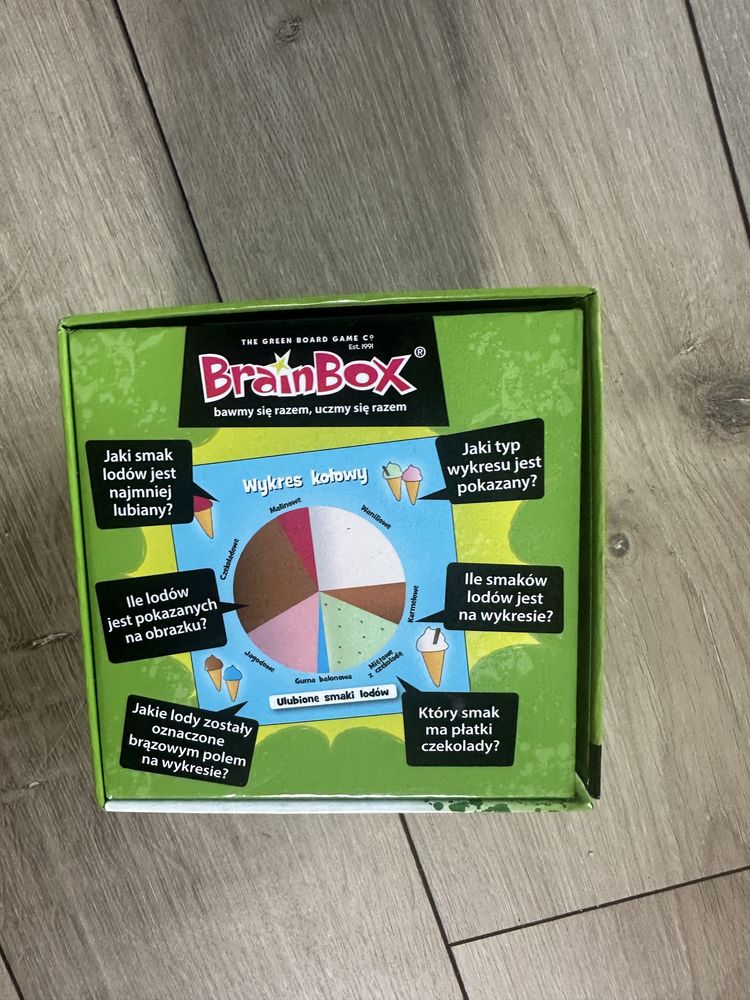 THE GREEN BOARD GAME Cº
Est. 1991
BrainBox®
bawmy się razem, uczmy się razem
Jaki smak
lodów jest
najmniej
lubiany?
Jaki typ
wykresu jest
pokazany?
Wykres kołowy
Malinowe
Waniliowe
Czekoladowe
Karmelowe
Ile lodów
jest pokazanych
na obrazku?
Ile smaków
lodów jest
na wykresie?
Jagodowe
Guma balonowa
Miętowe
z czekoladą
Ulubione smaki lodów
Jakie lody zostały
oznaczone
brązowym polem
na wykresie?
Który smak
ma płatki
czekolady?